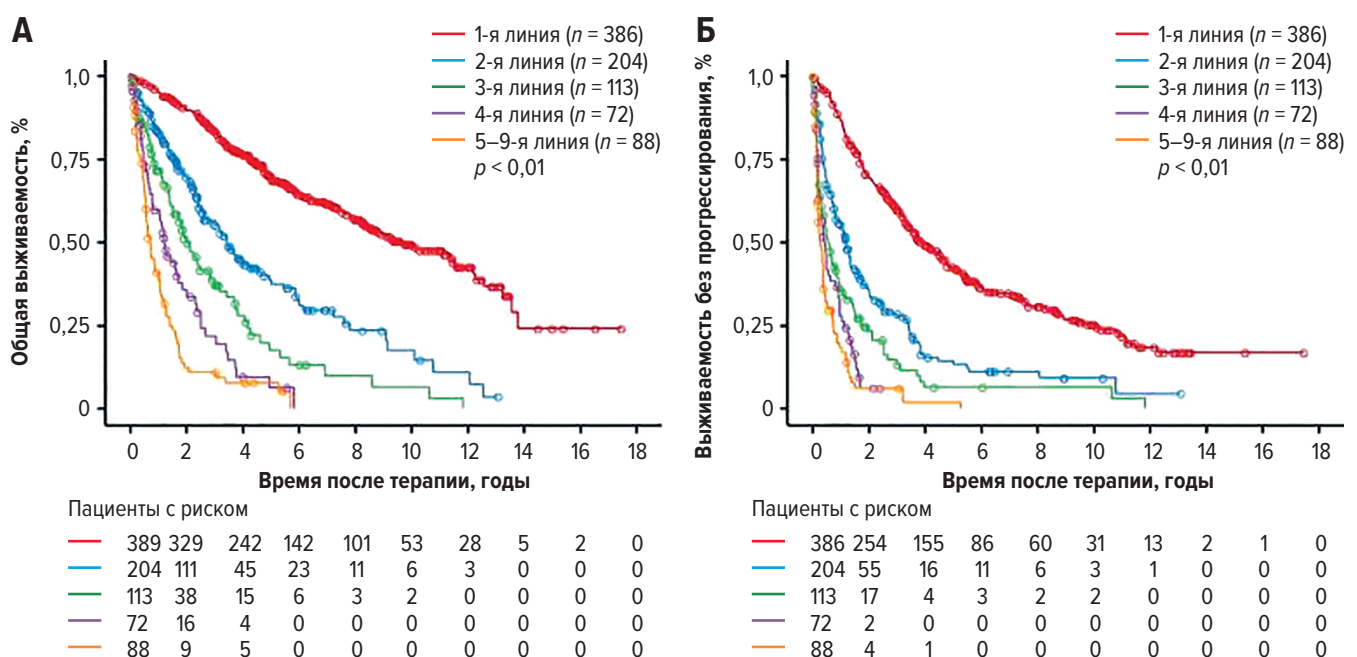 А
1-я линия (n = 386)
2-я линия (n = 204)
3-я линия (n = 113)
4-я линия (n = 72)
5–9-я линия (n = 88)
p < 0,01
Общая выживаемость, %
1,0
0,75
0,50
0,25
0
0 2 4 6 8 10 12 14 16 18
Время после терапии, годы
Пациенты с риском
389 329 242 142 101 53 28 5 2 0
204 111 45 23 11 6 3 0 0 0
113 38 15 6 3 2 0 0 0 0
72 16 4 0 0 0 0 0 0 0
88 9 5 0 0 0 0 0 0 0
Б
1-я линия (n = 386)
2-я линия (n = 204)
3-я линия (n = 113)
4-я линия (n = 72)
5–9-я линия (n = 88)
p < 0,01
Выживаемость без прогрессирования, %
1,0
0,75
0,50
0,25
0
0 2 4 6 8 10 12 14 16 18
Время после терапии, годы
Пациенты с риском
386 254 155 86 60 31 13 2 1 0
204 55 16 11 6 3 1 0 0 0
113 17 4 3 2 2 0 0 0 0
72 2 0 0 0 0 0 0 0 0
88 4 1 0 0 0 0 0 0 0